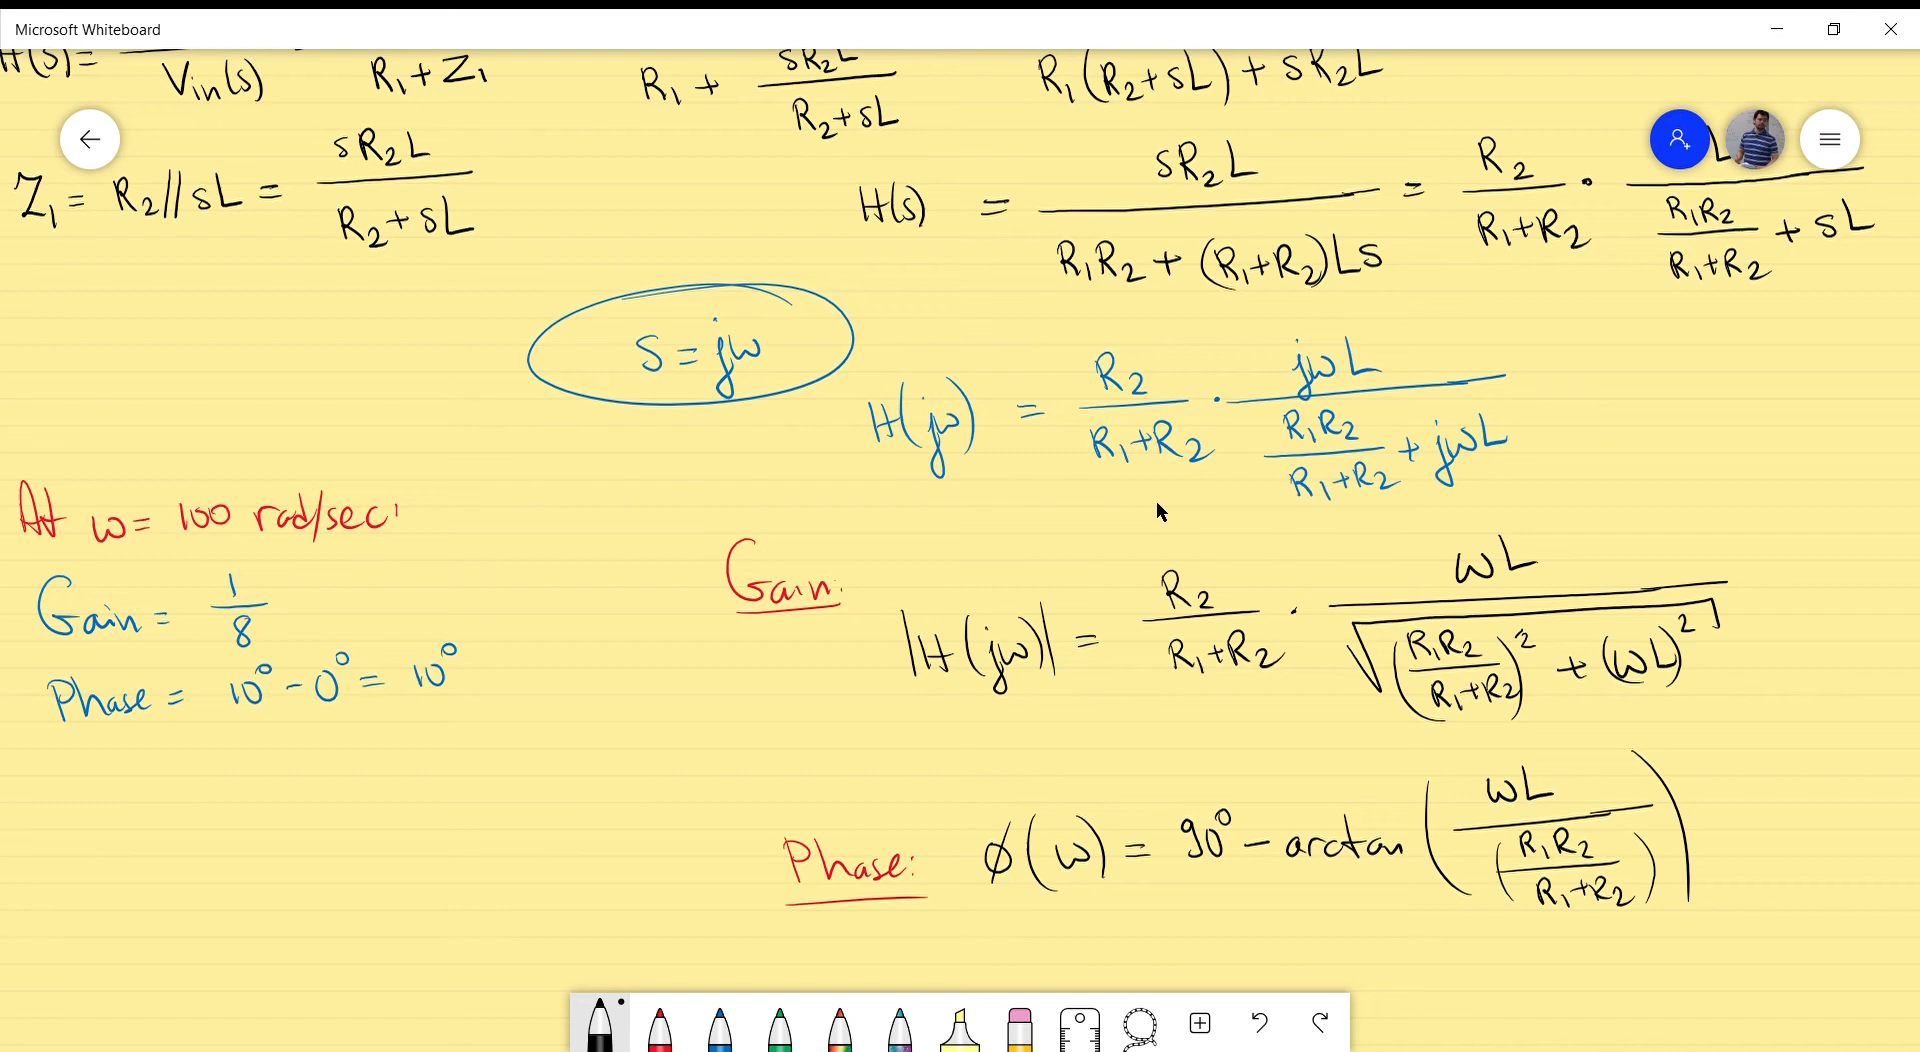 Microsoft Whiteboard
H(s) = / Vin(s) R₁ + Z₁ R₁ + sR₂L / R₂+sL R₁(R₂+sL) + sR₂L
Z₁ = R₂//sL = sR₂L / R₂+sL
H(s) = sR₂L / R₁R₂ + (R₁+R₂)Ls = R₂ / R₁+R₂ · L / R₁R₂ / R₁+R₂ + sL
S = jω
H(jω) = R₂ / R₁+R₂ · jωL / R₁R₂ / R₁+R₂ + jωL
At ω = 100 rad/sec:
Gain = 1 / 8
Phase = 10° - 0° = 10°
Gain:
|H(jω)| = R₂ / R₁+R₂ · ωL / √(R₁R₂ / R₁+R₂)² + (ωL)²
Phase: ϕ(ω) = 90° - arctan (ωL / (R₁R₂ / R₁+R₂))